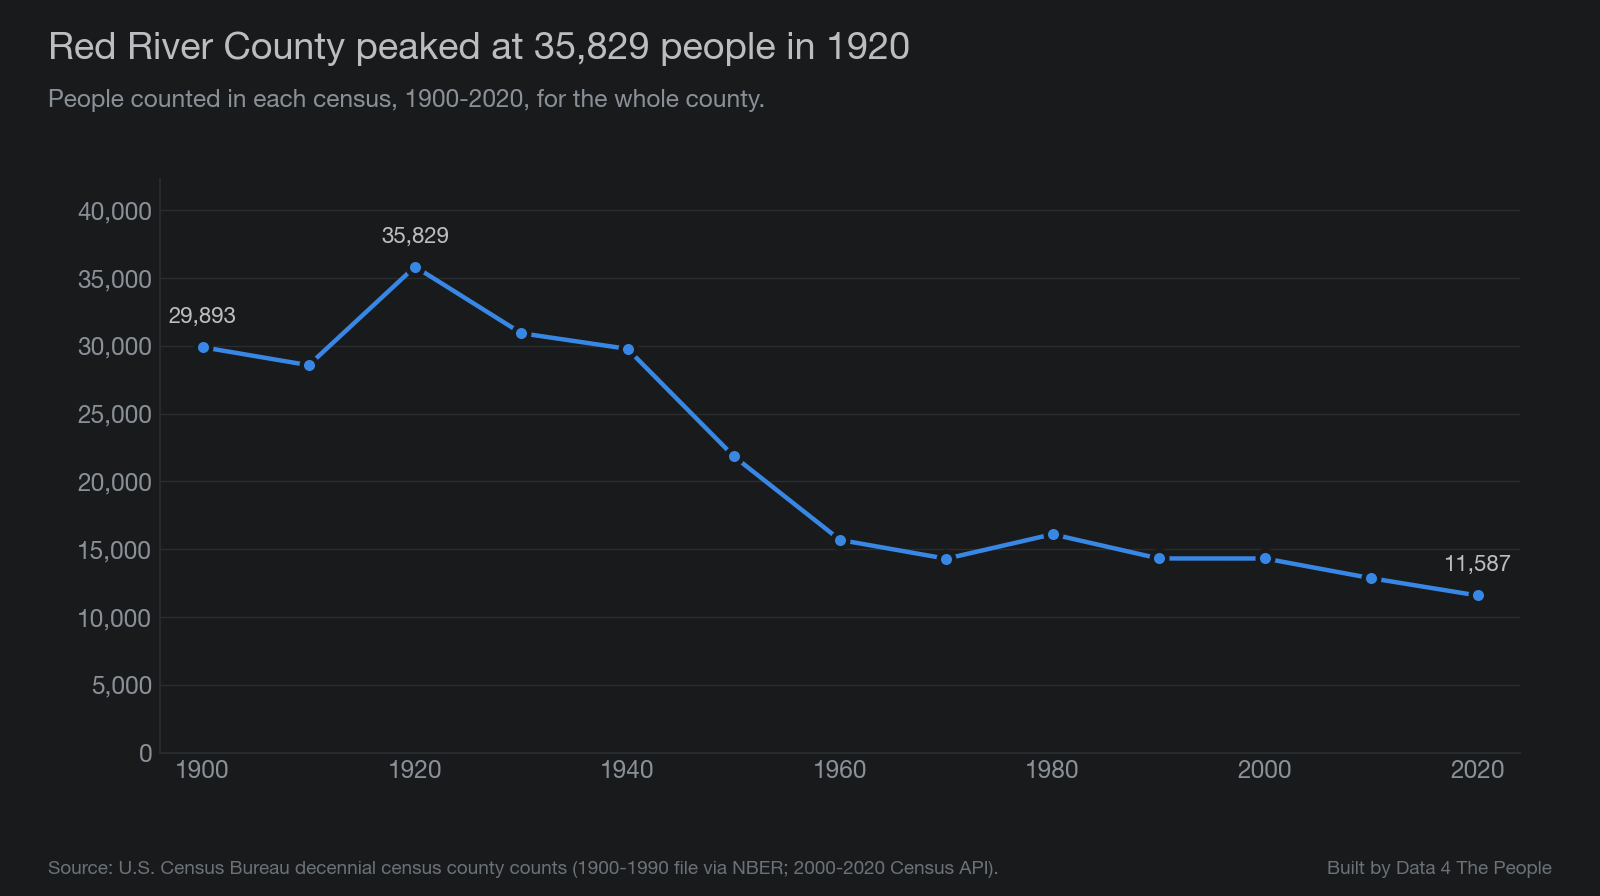 Red River County peaked at 35,829 people in 1920
People counted in each census, 1900-2020, for the whole county.
40,000
35,829
35,000
29,893
30,000
25,000
20,000
15,000
11,587
10,000
5,000
0
1900 1920 1940 1960 1980 2000 2020
Source: U.S. Census Bureau decennial census county counts (1900-1990 file via NBER; 2000-2020 Census API).
Built by Data 4 The People